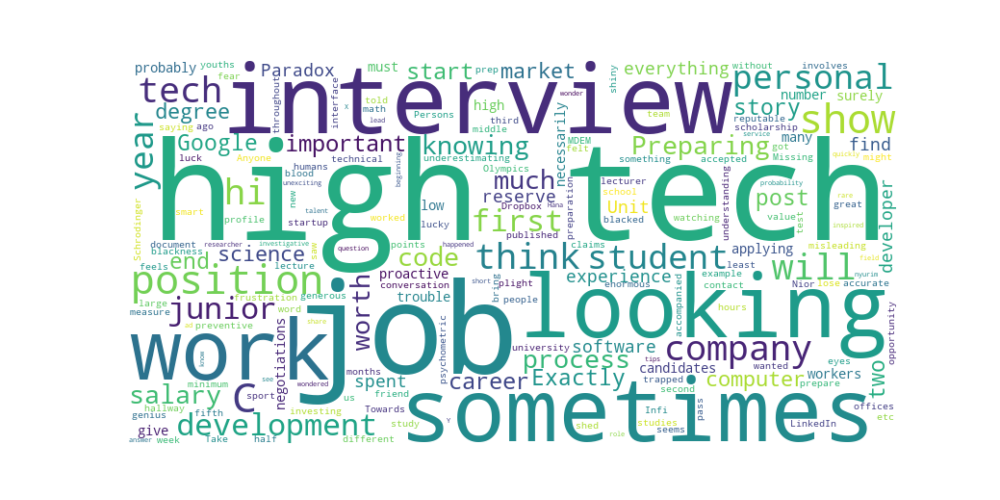 high tech
interview
job
looking
sometimes
work
position
show
personal
tech
hi
first
think
student
will
company
junior
development
salary
C
year
degree
Google
science
end
important
Paradox
start
market
knowing
much
reserve
code
Preparing
everything
story
post
Unit
find
many
number
surely
developer
two
computer
candidates
process
software
experience
Exactly
career
spent
worth
negotiations
proactive
conversation
trouble
low
lucky
necessarily
applying
misleading
workers
offices
opportunity
probably
youths
fear
saying
ago
Anyone
luck
smart
Schrodinger
throughout
interface
must
told
math
lead
prep
high
third
middle
Persons
wonder
shiny
without
involves
reputable
team
service
scholarship
technical
humans
blood
unexciting
new
startup
talent
profile
worked
underestimating
Olympics
beginning
Dropbox
Hana
published
preparation
something
MDEM
felt
accepted
quickly
got
Missing
might
lecturer
school
blacked
watching
understanding
value
test
probability
rare
great
inspired
document
blackness
researcher
investigative
lecture
feels
saw
points
question
happened
claims
least
example
contact
hours
accompanied
enormous
field
nyurim
Nior
lose
accurate
large
measure
frustration
generous
word
preventive
share
plight
short
bring
people
university
psychometric
months
friend
us
wanted
tips
trapped
second
eyes
prepare
etc
LinkedIn
pass
Infi
studies
role
shed
seems
study
different
Towards
wondered
sport
see
know
ad
minimum
investing
hallway
genius
fifth
give
answer
week
Take
half
X
Y